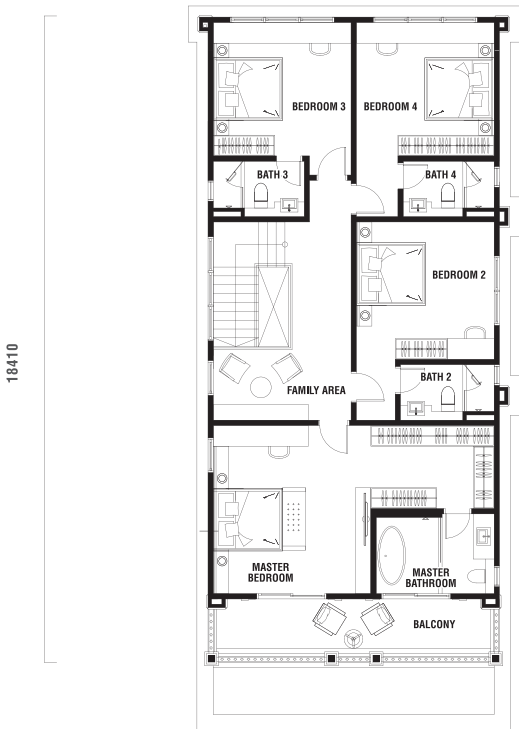 BEDROOM 3
BEDROOM 4
BATH 3
BATH 4
BEDROOM 2
18410
BATH 2
FAMILY AREA
MASTER
BEDROOM
MASTER
BATHROOM
BALCONY